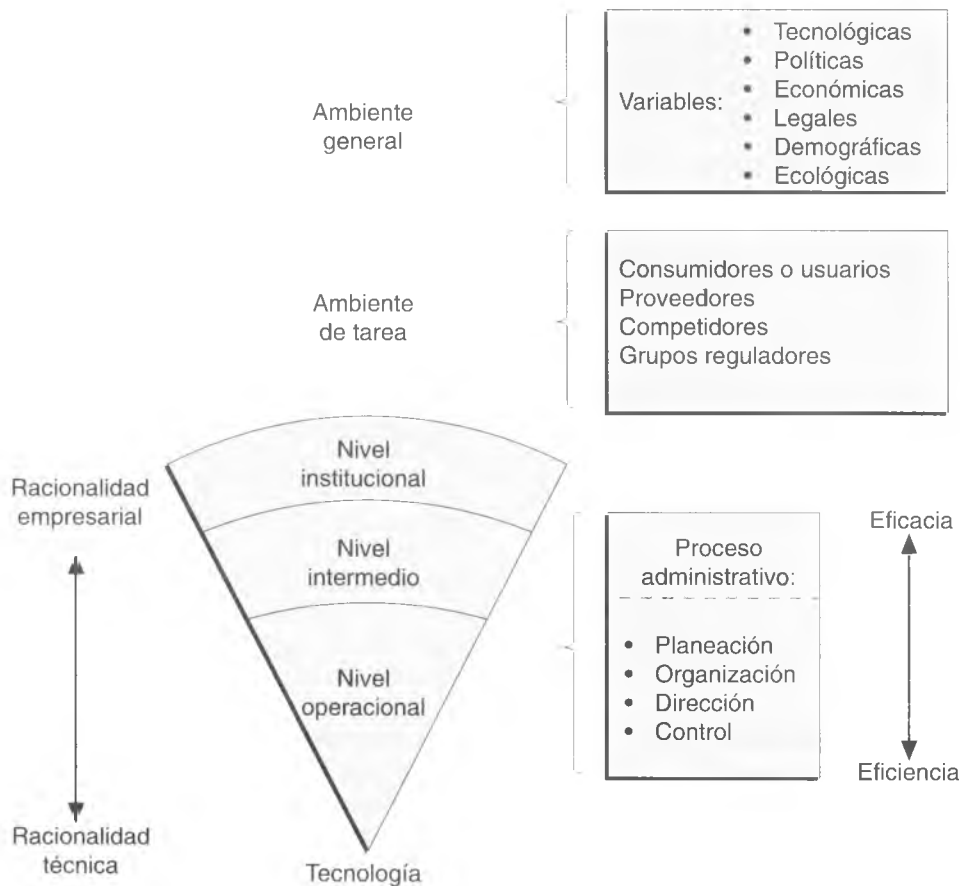 Ambiente
general
Variables:
• Tecnológicas
• Políticas
• Económicas
• Legales
• Demográficas
• Ecológicas
Ambiente
de tarea
Consumidores o usuarios
Proveedores
Competidores
Grupos reguladores
Racionalidad
empresarial
Racionalidad
técnica
Nivel
institucional
Nivel
intermedio
Nivel
operacional
Tecnología
Proceso
administrativo:
• Planeación
• Organización
• Dirección
• Control
Eficacia
Eficiencia